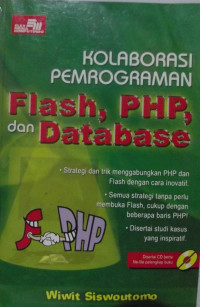 KOLABORASI
PEMROGRAMAN
Flash, PHP,
dan Database
• Strategi dan trik menggabungkan PHP dan
Flash dengan cara inovatif.
• Semua strategi tanpa perlu
membuka Flash, cukup dengan
beberapa baris PHP!
• Disertai studi kasus
yang inspiratif.
PHP
Wiwit Siswoutomo